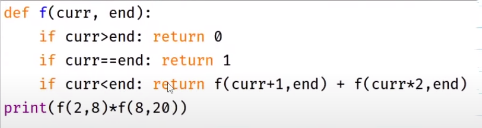 def f(curr, end):
    if curr>end: return 0
    if curr==end: return 1
    if curr<end: return f(curr+1,end) + f(curr*2,end)
print(f(2,8)*f(8,20))